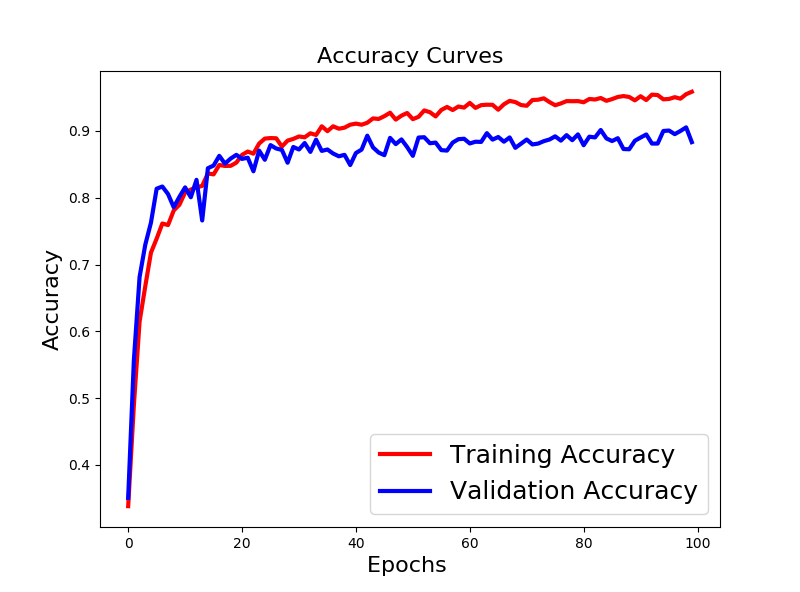 Accuracy Curves
Accuracy
0.9
0.8
0.7
0.6
0.5
0.4
Training Accuracy
Validation Accuracy
0 20 40 60 80 100
Epochs